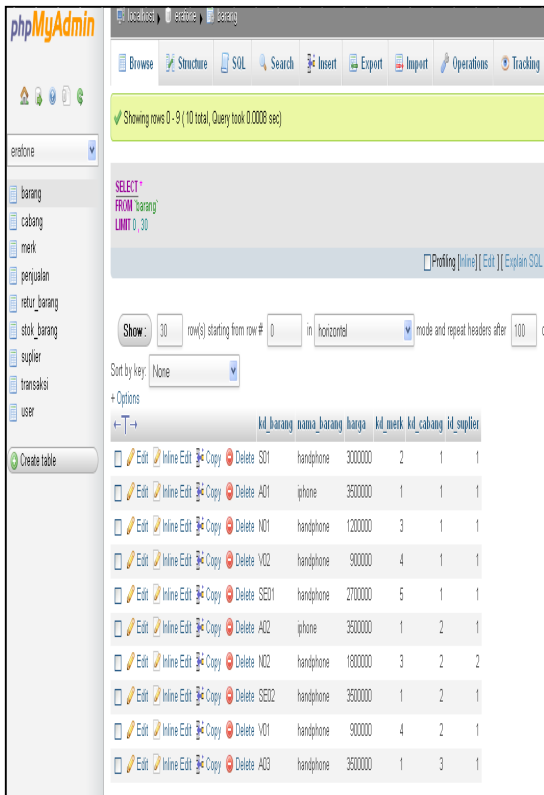 phpMyAdmin
localhost › eratone › barang
Browse Structure SQL Search Insert Export Import Operations Tracking
Showing rows 0 - 9 ( 10 total, Query took 0.0008 sec)
eratone
SELECT *
FROM `barang`
LIMIT 0 , 30
Profiling [Inline] [ Edit ] [ Explain SQL
barang
cabang
merk
penjualan
retur_barang
stok_barang
suplier
transaksi
user
Create table
Show : 30 row(s) starting from row # 0 in horizontal mode and repeat headers after 100
Sort by key: None
+ Options
←T→ kd_barang nama_barang harga kd_merk kd_cabang id_suplier
Edit Inline Edit Copy Delete S01 handphone 3000000 2 1 1
Edit Inline Edit Copy Delete A01 iphone 3500000 1 1 1
Edit Inline Edit Copy Delete N01 handphone 1200000 3 1 1
Edit Inline Edit Copy Delete V02 handphone 900000 4 1 1
Edit Inline Edit Copy Delete SE01 handphone 2700000 5 1 1
Edit Inline Edit Copy Delete A02 iphone 3500000 1 2 1
Edit Inline Edit Copy Delete N02 handphone 1800000 3 2 2
Edit Inline Edit Copy Delete SE02 handphone 3500000 1 2 1
Edit Inline Edit Copy Delete V01 handphone 900000 4 2 1
Edit Inline Edit Copy Delete A03 handphone 3500000 1 3 1